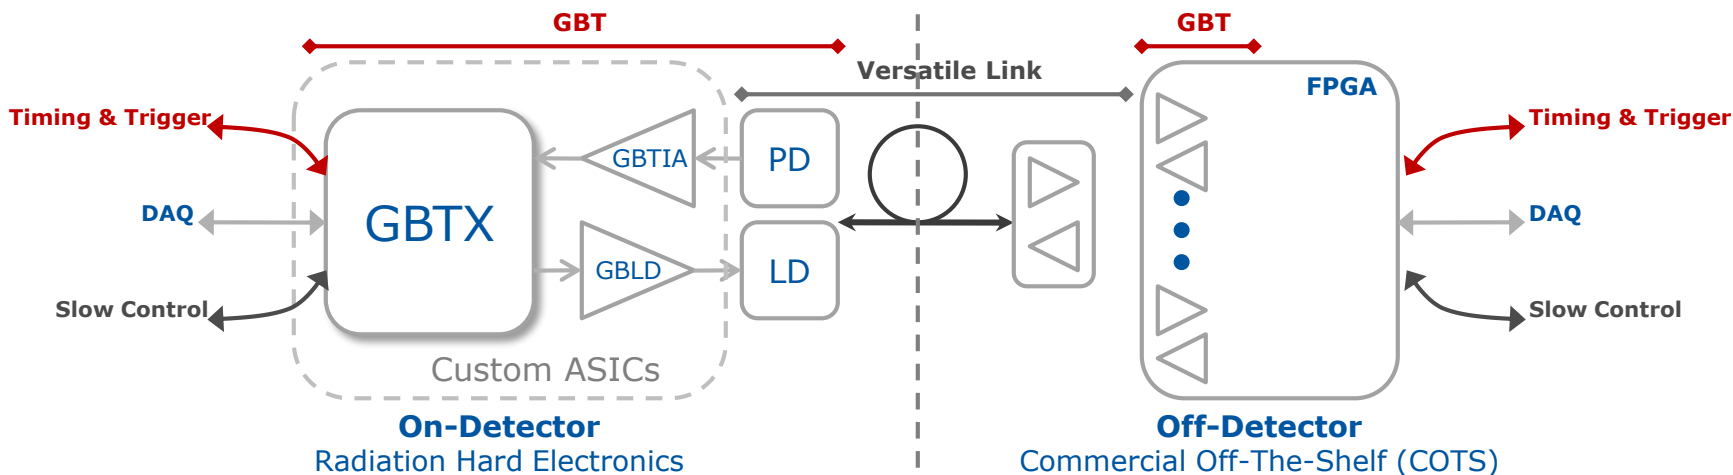 GBT
GBT
Versatile Link
FPGA
Timing & Trigger
Timing & Trigger
GBTIA
PD
DAQ
GBTX
DAQ
GBLD
LD
Slow Control
Slow Control
Custom ASICs
On-Detector
Radiation Hard Electronics
Off-Detector
Commercial Off-The-Shelf (COTS)